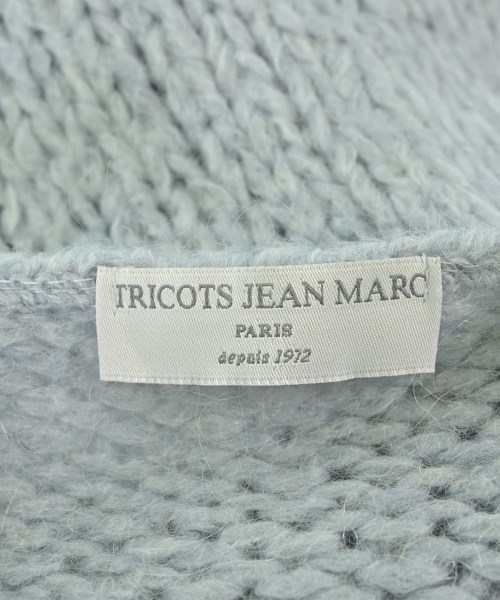 TRICOTS JEAN MARC
PARIS
depuis 1972